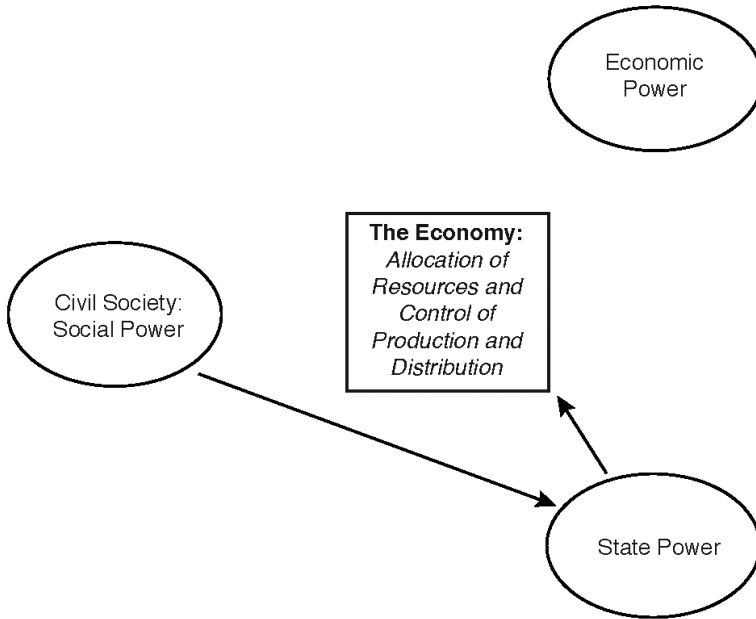 Economic
Power
The Economy:
Allocation of
Resources and
Control of
Production and
Distribution
Civil Society:
Social Power
State Power